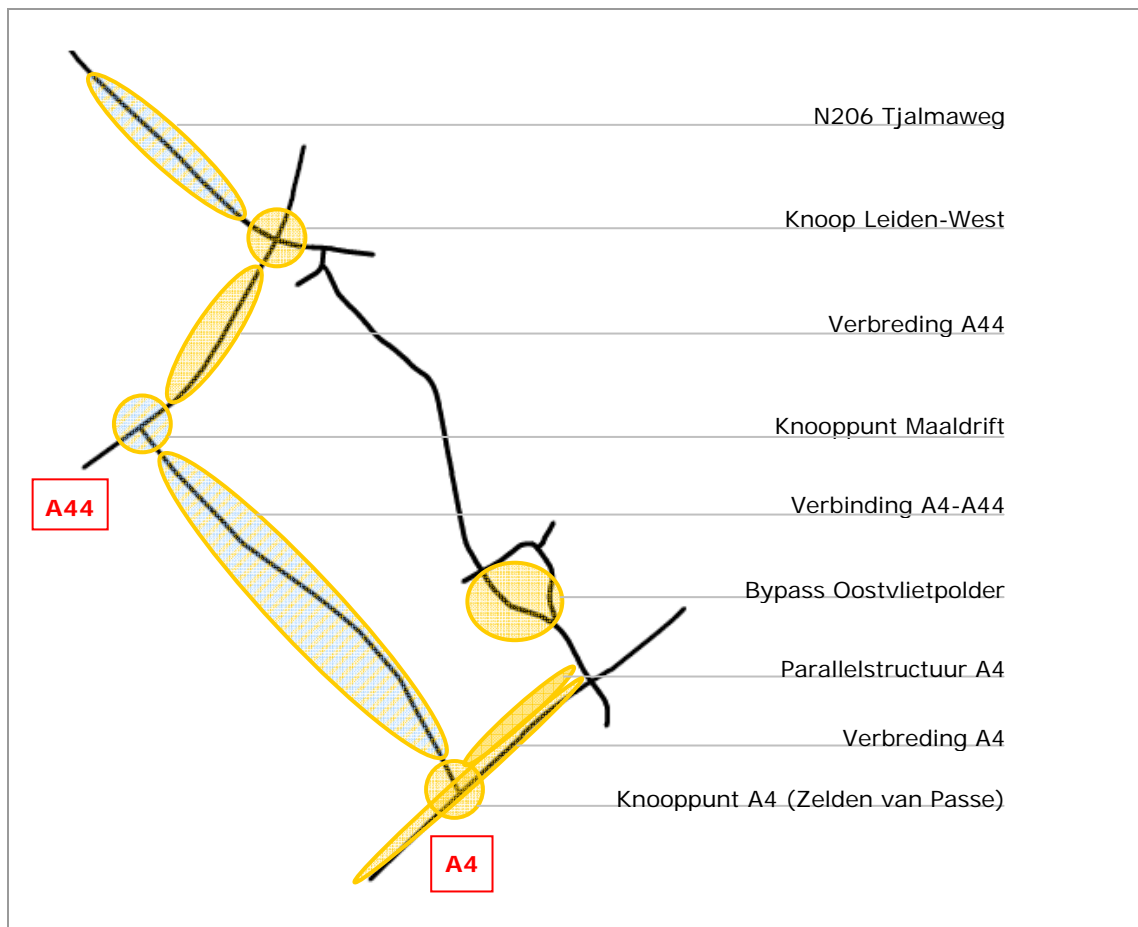 N206 Tjalmaweg
Knoop Leiden-West
Verbreding A44
Knooppunt Maaldrift
A44
Verbinding A4-A44
Bypass Oostvlietpolder
Parallelstructuur A4
Verbreding A4
Knooppunt A4 (Zelden van Passe)
A4